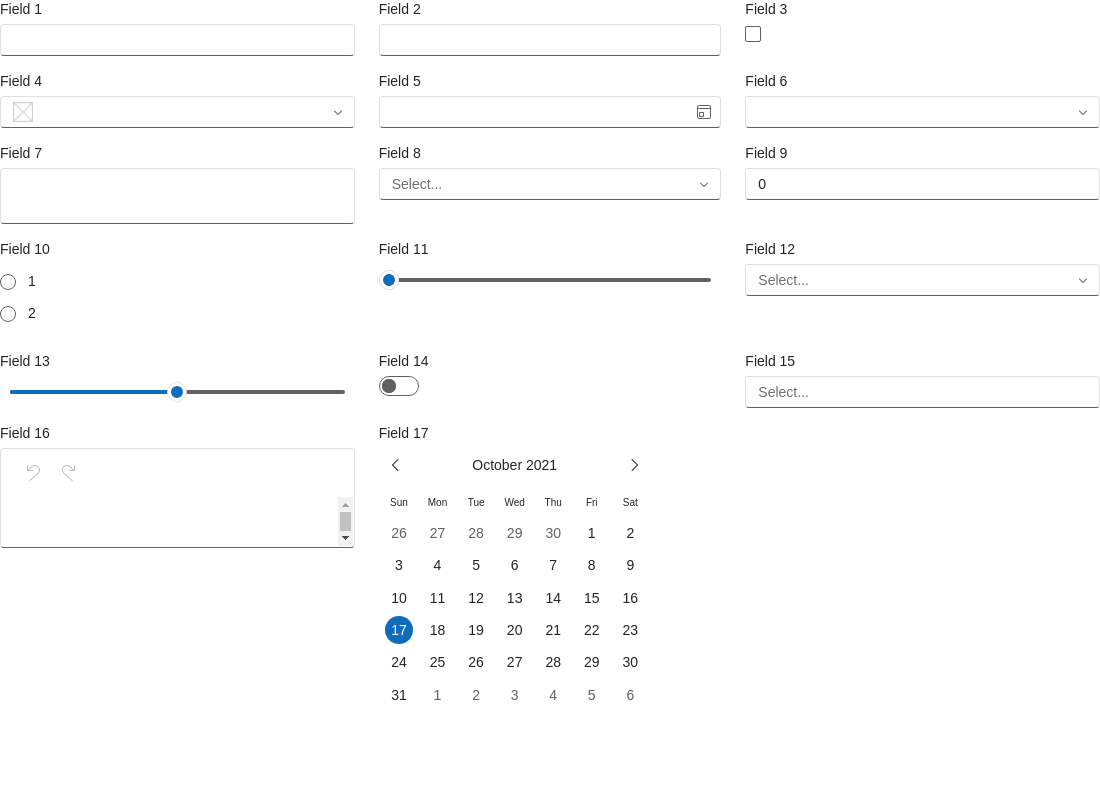 Field 1
Field 2
Field 3
Field 4
Field 5
Field 6
Field 7
Field 8
Select...
Field 9
0
Field 10
1
2
Field 11
Field 12
Select...
Field 13
Field 14
Field 15
Select...
Field 16
Field 17
October 2021
Sun Mon Tue Wed Thu Fri Sat
26 27 28 29 30 1 2
3 4 5 6 7 8 9
10 11 12 13 14 15 16
17 18 19 20 21 22 23
24 25 26 27 28 29 30
31 1 2 3 4 5 6